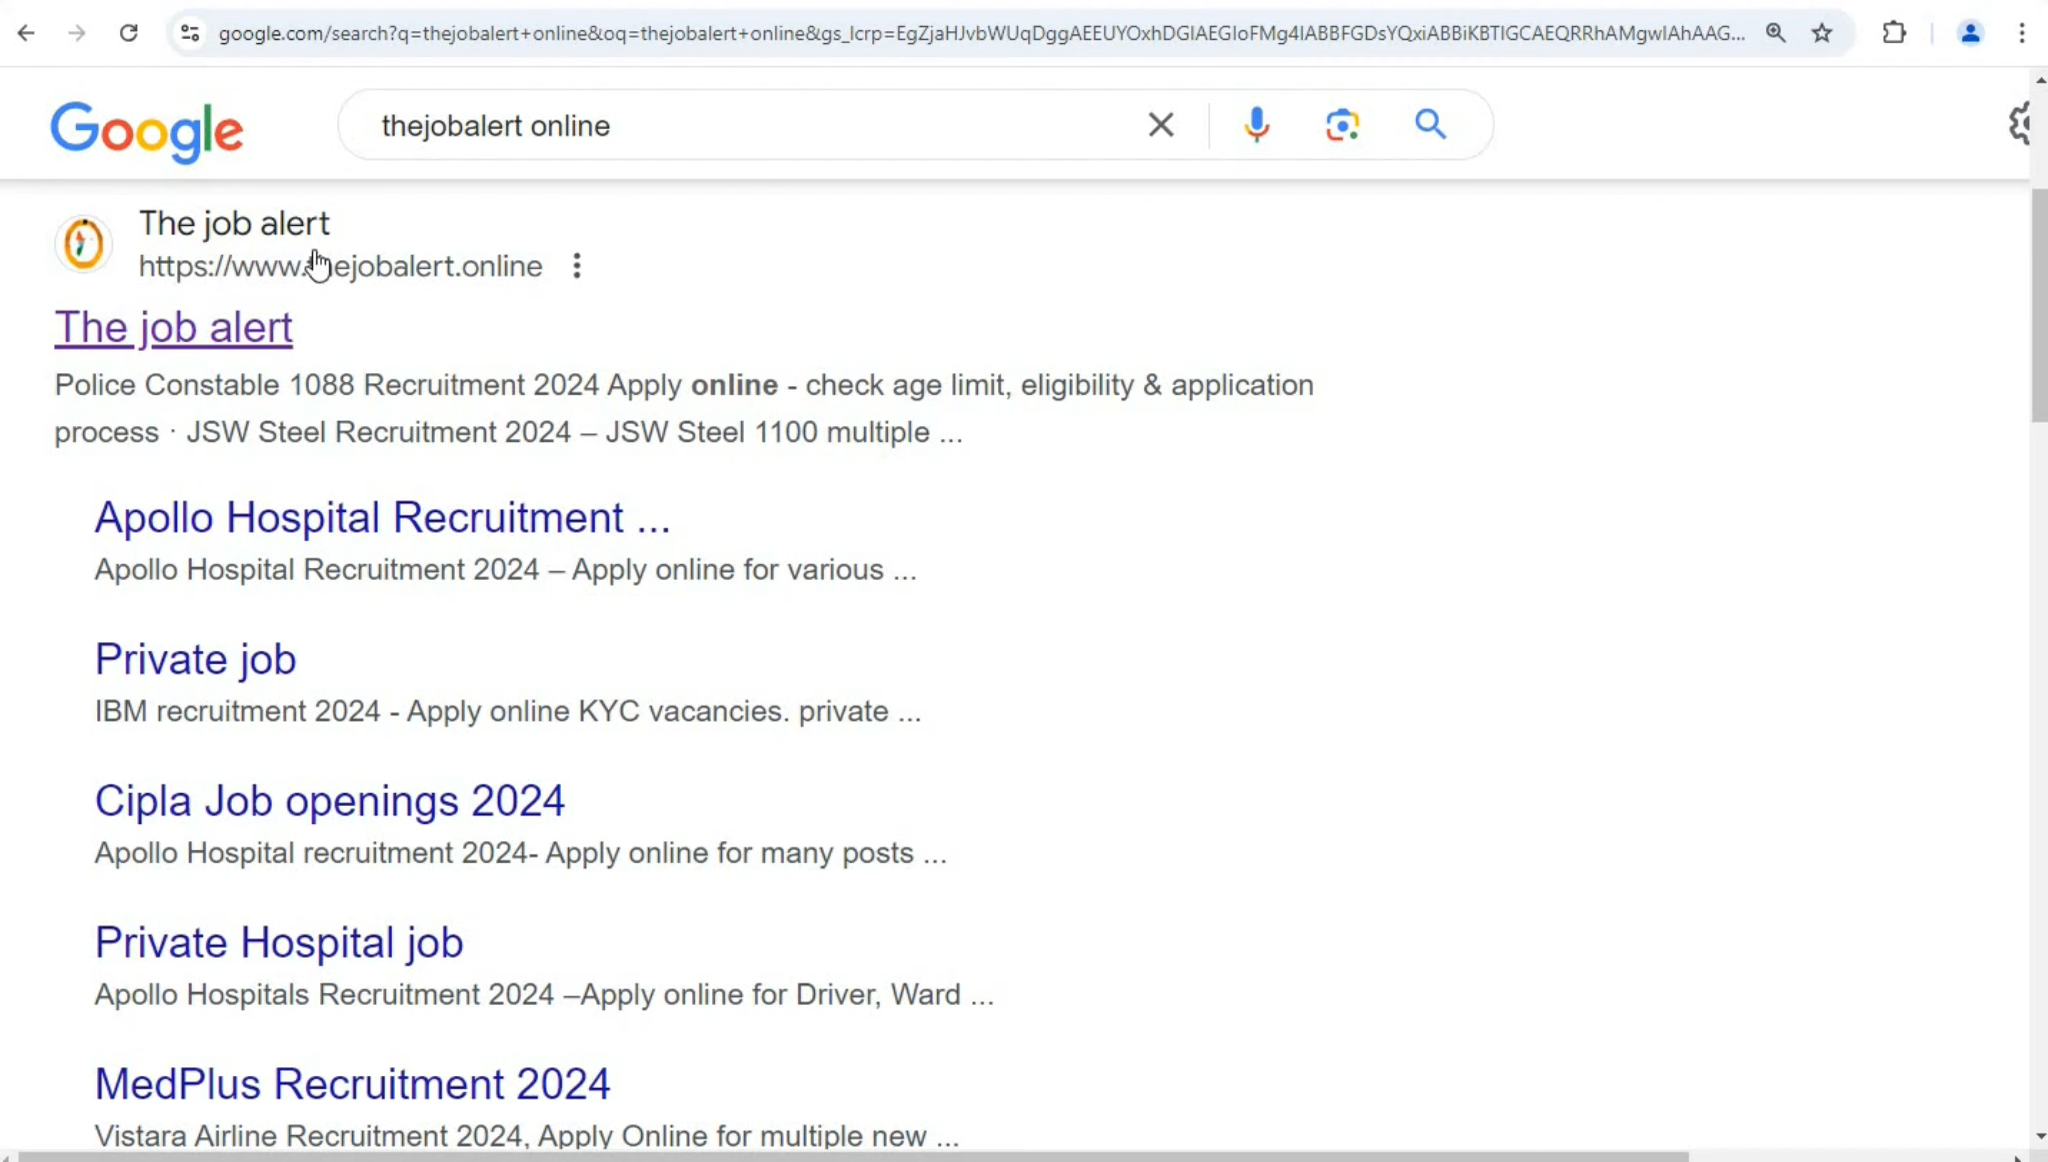 google.com/search?q=thejobalert+online&oq=thejobalert+online&gs_lcrp=EgZjaHJvbWUqDggAEEUYOxhDGIAEGIoFMg4IABBFGDsYQxiABBiKBTIGCAEQRRhAMgwIAhAAG...
Google
thejobalert online
The job alert
https://www.thejobalert.online
The job alert
Police Constable 1088 Recruitment 2024 Apply online - check age limit, eligibility & application
process · JSW Steel Recruitment 2024 – JSW Steel 1100 multiple ...
Apollo Hospital Recruitment ...
Apollo Hospital Recruitment 2024 – Apply online for various ...
Private job
IBM recruitment 2024 - Apply online KYC vacancies. private ...
Cipla Job openings 2024
Apollo Hospital recruitment 2024- Apply online for many posts ...
Private Hospital job
Apollo Hospitals Recruitment 2024 –Apply online for Driver, Ward ...
MedPlus Recruitment 2024
Vistara Airline Recruitment 2024, Apply Online for multiple new ...